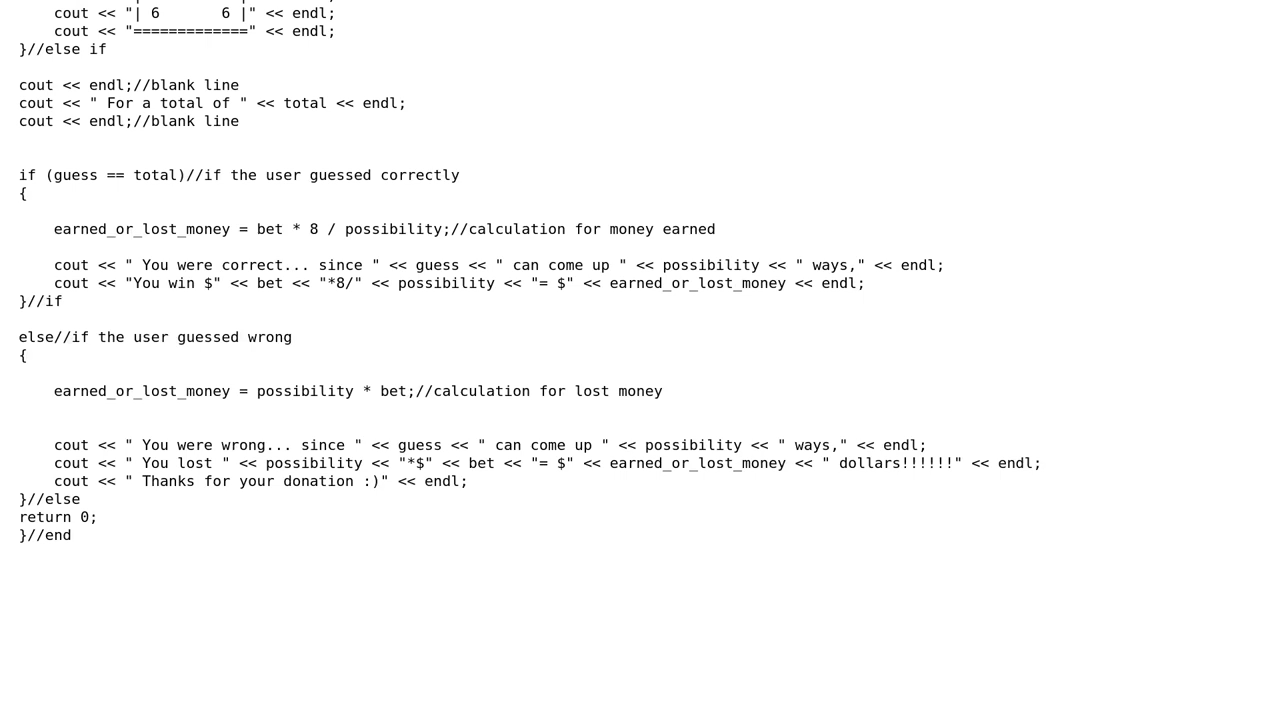 cout << "| 6       6 |" << endl;
    cout << "=============" << endl;
}//else if

cout << endl;//blank line
cout << " For a total of " << total << endl;
cout << endl;//blank line


if (guess == total)//if the user guessed correctly
{

    earned_or_lost_money = bet * 8 / possibility;//calculation for money earned

    cout << " You were correct... since " << guess << " can come up " << possibility << " ways," << endl;
    cout << "You win $" << bet << "*8/" << possibility << "= $" << earned_or_lost_money << endl;
}//if

else//if the user guessed wrong
{

    earned_or_lost_money = possibility * bet;//calculation for lost money


    cout << " You were wrong... since " << guess << " can come up " << possibility << " ways," << endl;
    cout << " You lost " << possibility << "*$" << bet << "= $" << earned_or_lost_money << " dollars!!!!!!" << endl;
    cout << " Thanks for your donation :)" << endl;
}//else
return 0;
}//end